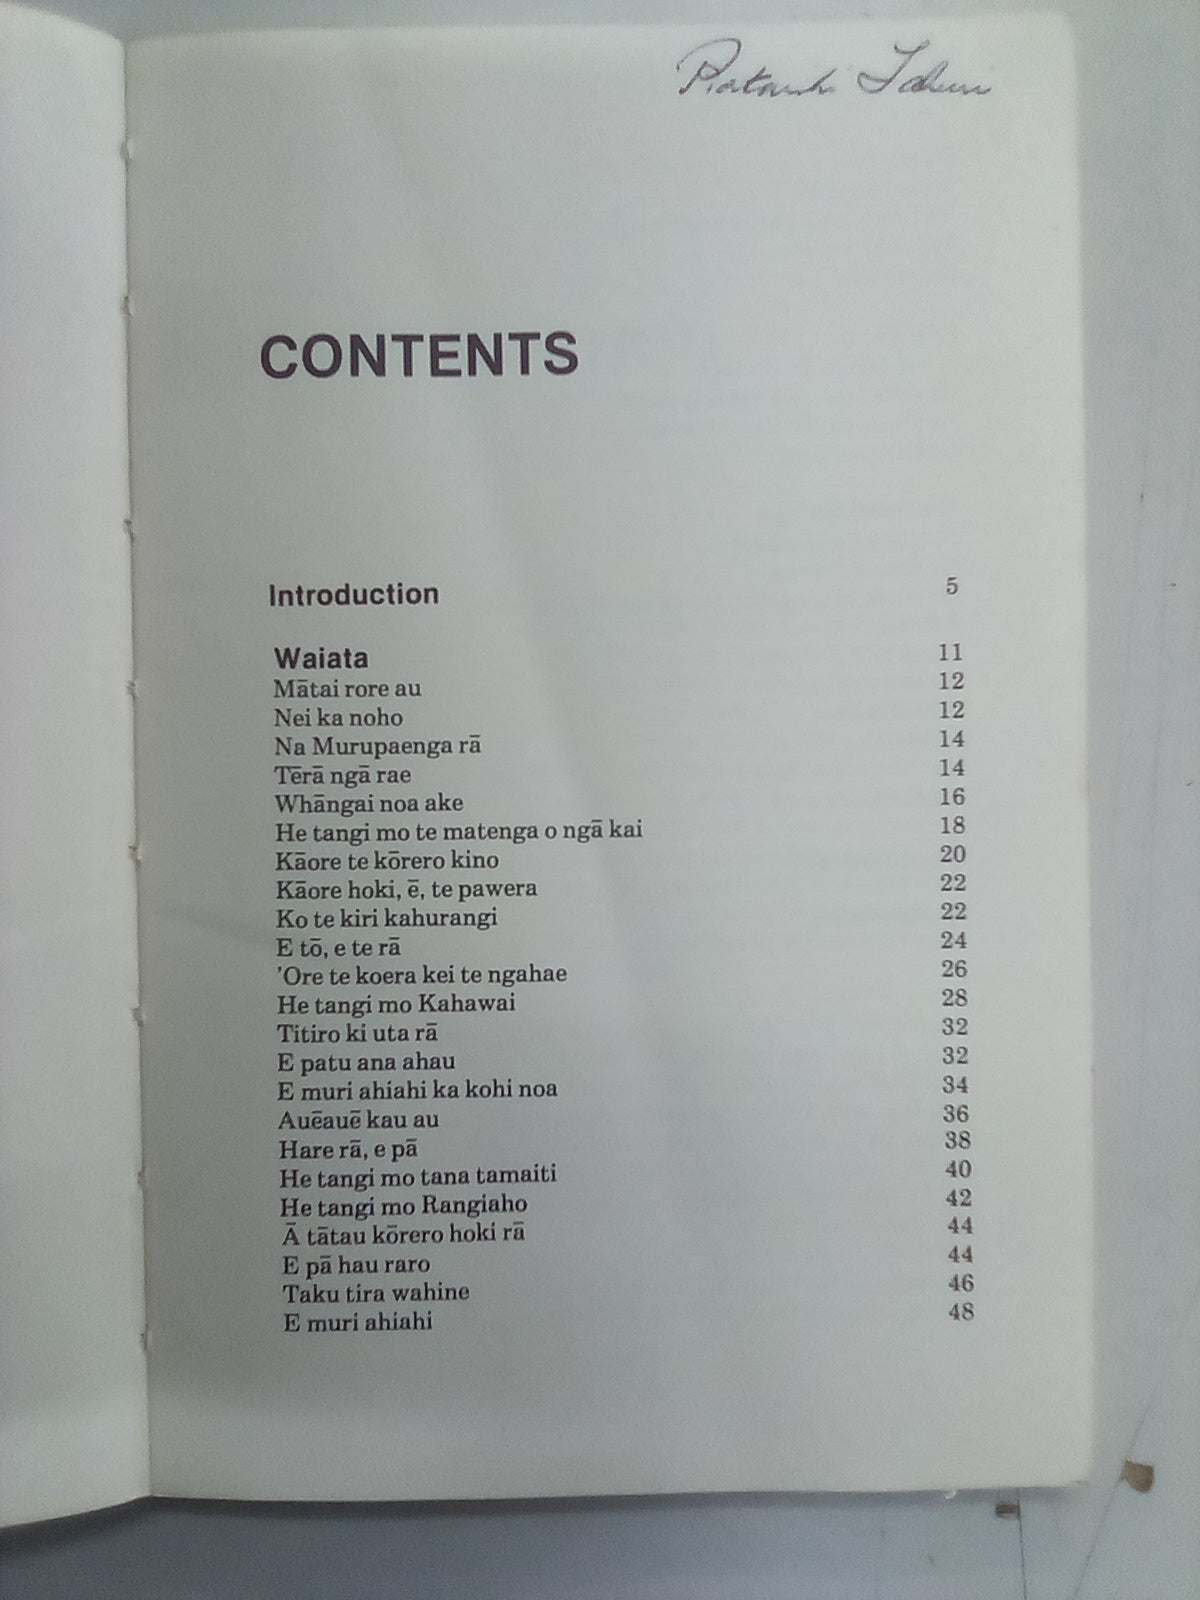 CONTENTS
Introduction 5
Waiata 11
Mātai rore au 12
Nei ka noho 12
Na Murupaenga rā 14
Tērā ngā rae 14
Whāngai noa ake 16
He tangi mo te matenga o ngā kai 18
Kāore te kōrero kino 20
Kāore hoki, ē, te pawera 22
Ko te kiri kahurangi 22
E tō, e te rā 24
’Ore te koera kei te ngahae 26
He tangi mo Kahawai 28
Titiro ki uta rā 32
E patu ana ahau 32
E muri ahiahi ka kohi noa 34
Auēauē kau au 36
Hare rā, e pā 38
He tangi mo tana tamaiti 40
He tangi mo Rangiaho 42
Ā tātau kōrero hoki rā 44
E pā hau raro 44
Taku tira wahine 46
E muri ahiahi 48